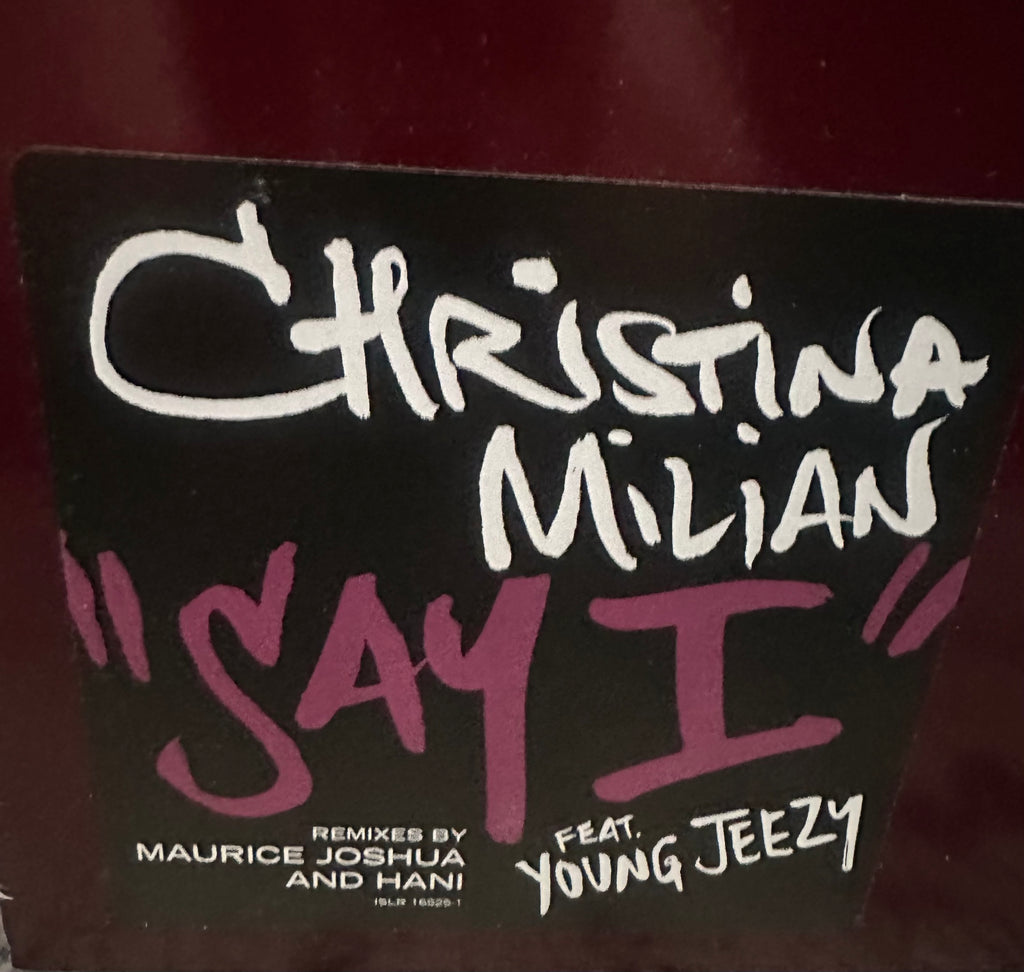 CHRISTINA
MILIAN
"SAY I"
FEAT.
YOUNG JEEZY
REMIXES BY
MAURICE JOSHUA
AND HANI